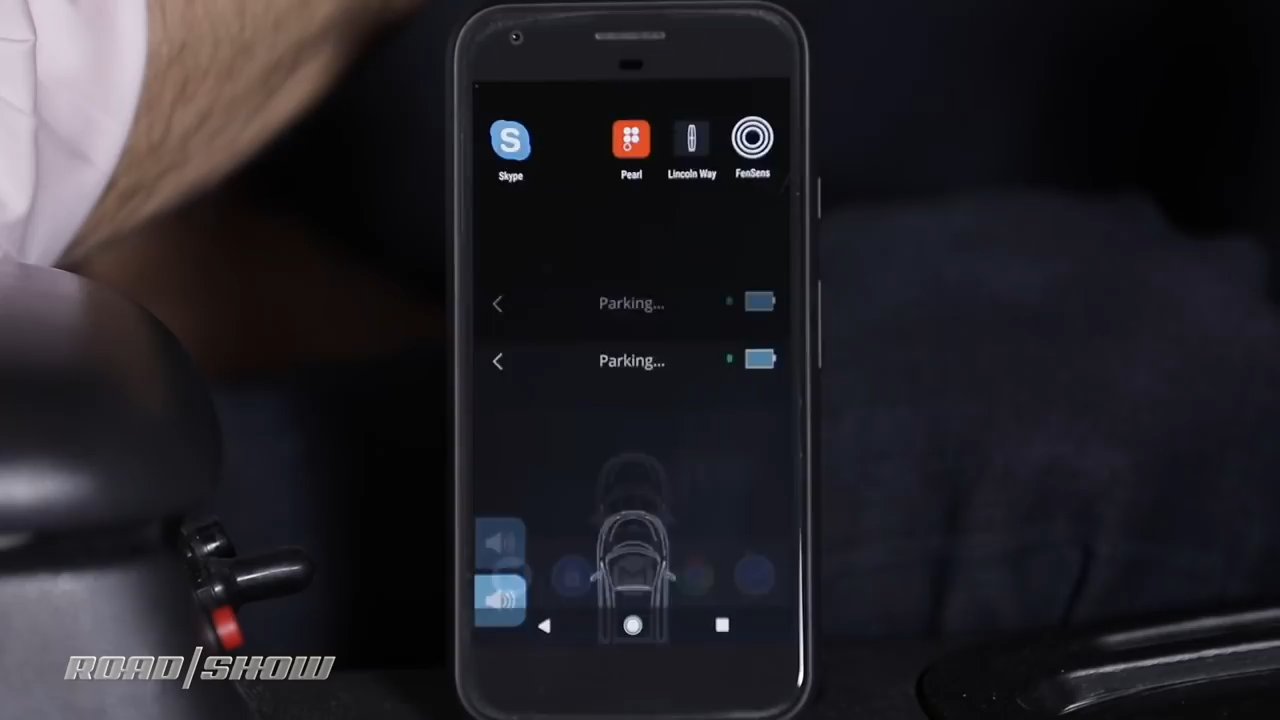 Skype
Pearl
Lincoln Way
FenSens
Parking...
Parking...
ROAD/SHOW